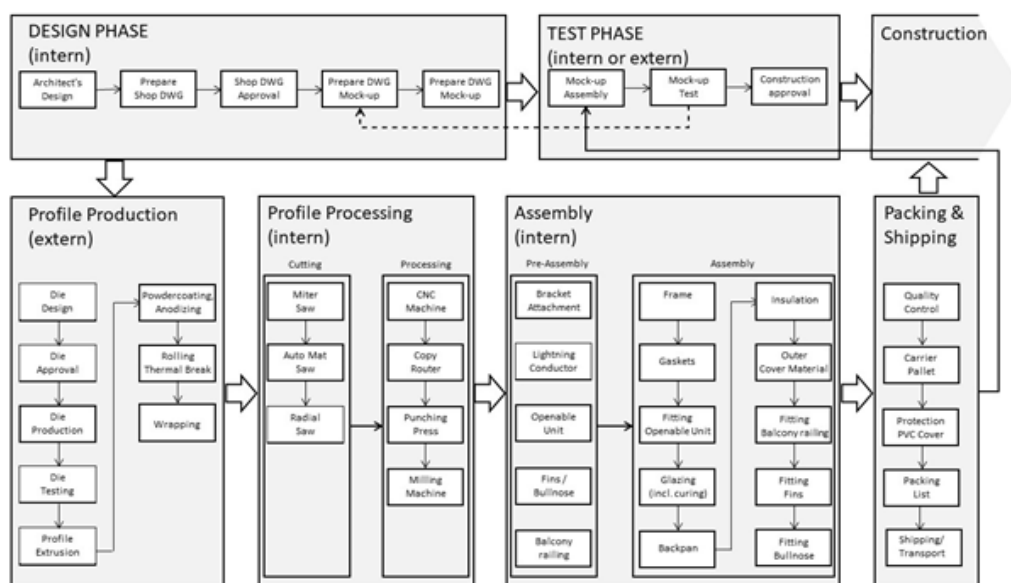 DESIGN PHASE
(intern)
Architect's
Design
Prepare
Shop DWG
Shop DWG
Approval
Prepare DWG
Mock-up
Prepare DWG
Mock-up
TEST PHASE
(intern or extern)
Mock-up
Assembly
Mock-up
Test
Construction
approval
Construction
Profile Production
(extern)
Die
Design
Die
Approval
Die
Production
Die
Testing
Profile
Extrusion
Powdercoating,
Anodizing
Rolling
Thermal Break
Wrapping
Profile Processing
(intern)
Cutting
Miter
Saw
Auto Mat
Saw
Radial
Saw
Processing
CNC
Machine
Copy
Router
Punching
Press
Milling
Machine
Assembly
(intern)
Pre-Assembly
Bracket
Attachment
Lightning
Conductor
Openable
Unit
Fins /
Bullnose
Balcony
railing
Assembly
Frame
Gaskets
Fitting
Openable Unit
Glazing
(incl. curing)
Backpan
Insulation
Outer
Cover Material
Fitting
Balcony railing
Fitting
Fins
Fitting
Bullnose
Packing &
Shipping
Quality
Control
Carrier
Pallet
Protection
PVC Cover
Packing
List
Shipping/
Transport